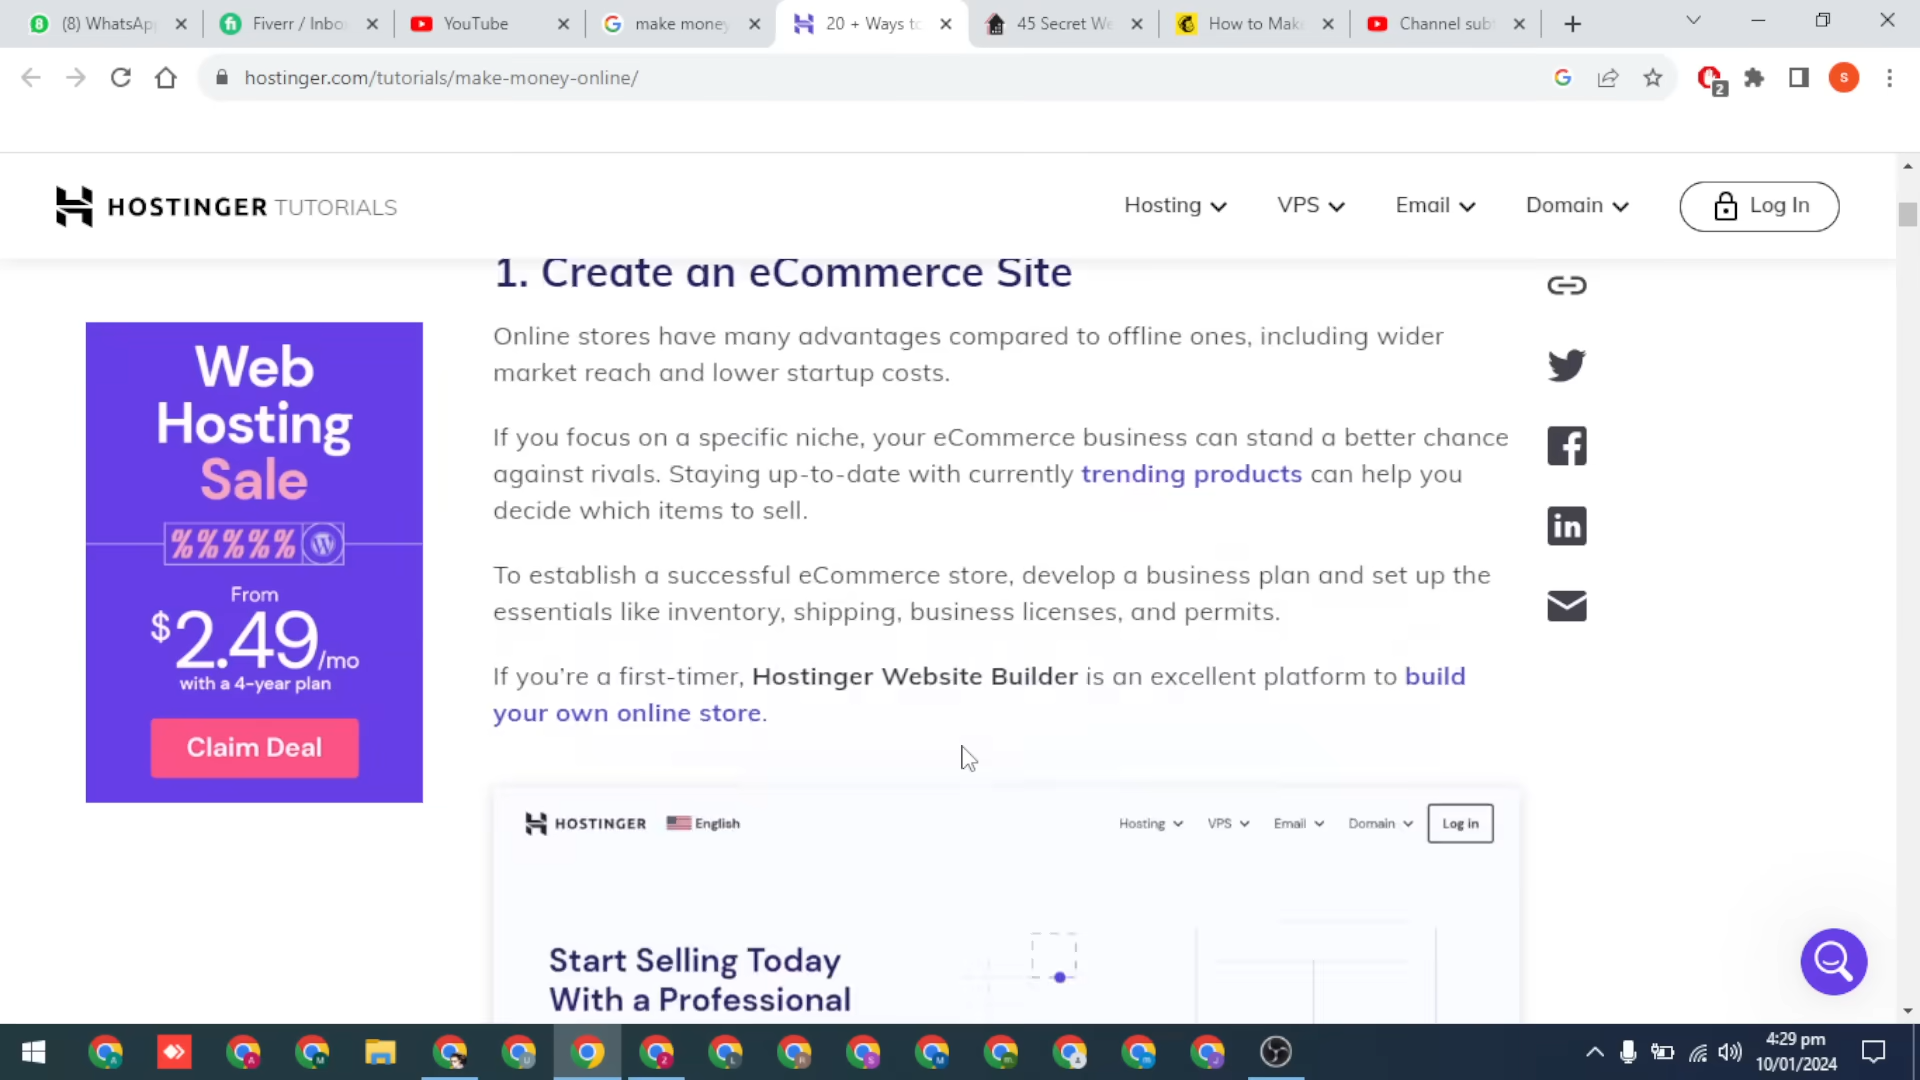 (8) WhatsAp
Fiverr / Inbo
YouTube
make money
20 + Ways to
45 Secret We
How to Mak
Channel sub
hostinger.com/tutorials/make-money-online/
2
S
HOSTINGER TUTORIALS
Hosting
VPS
Email
Domain
Log In
1. Create an eCommerce Site
Online stores have many advantages compared to offline ones, including wider
market reach and lower startup costs.
If you focus on a specific niche, your eCommerce business can stand a better chance
against rivals. Staying up-to-date with currently trending products can help you
decide which items to sell.
To establish a successful eCommerce store, develop a business plan and set up the
essentials like inventory, shipping, business licenses, and permits.
If you’re a first-timer, Hostinger Website Builder is an excellent platform to build
your own online store.
Web
Hosting
Sale
%%%%%
From
$2.49/mo
with a 4-year plan
Claim Deal
HOSTINGER
English
Hosting
VPS
Email
Domain
Log in
Start Selling Today
With a Professional
4:29 pm
10/01/2024